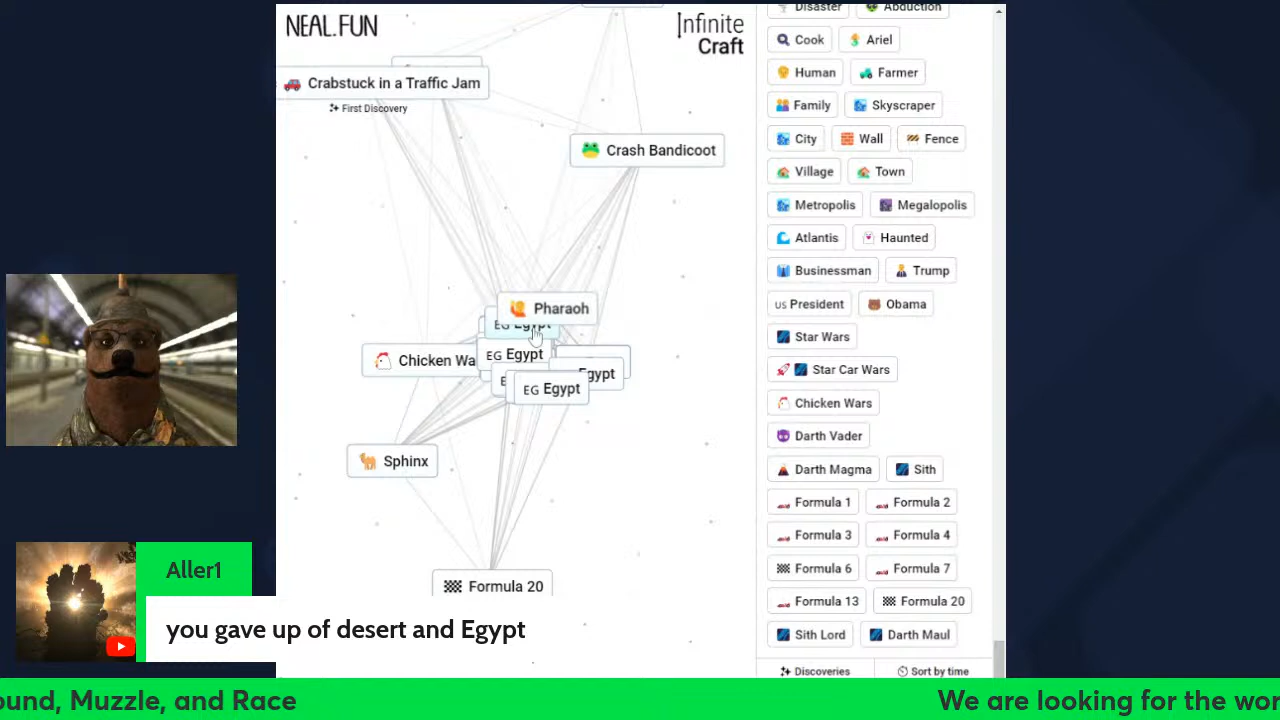 NEAL.FUN
Infinite
Craft
Crabstuck in a Traffic Jam
First Discovery
Crash Bandicoot
Pharaoh
EG Egypt
EG Egypt
Egypt
EG Egypt
Chicken Wa
Sphinx
Formula 20
Disaster
Abduction
Cook
Ariel
Human
Farmer
Family
Skyscraper
City
Wall
Fence
Village
Town
Metropolis
Megalopolis
Atlantis
Haunted
Businessman
Trump
US President
Obama
Star Wars
Star Car Wars
Chicken Wars
Darth Vader
Darth Magma
Sith
Formula 1
Formula 2
Formula 3
Formula 4
Formula 6
Formula 7
Formula 13
Formula 20
Sith Lord
Darth Maul
Discoveries
Sort by time
Aller1
you gave up of desert and Egypt
ound, Muzzle, and Race
We are looking for the wor